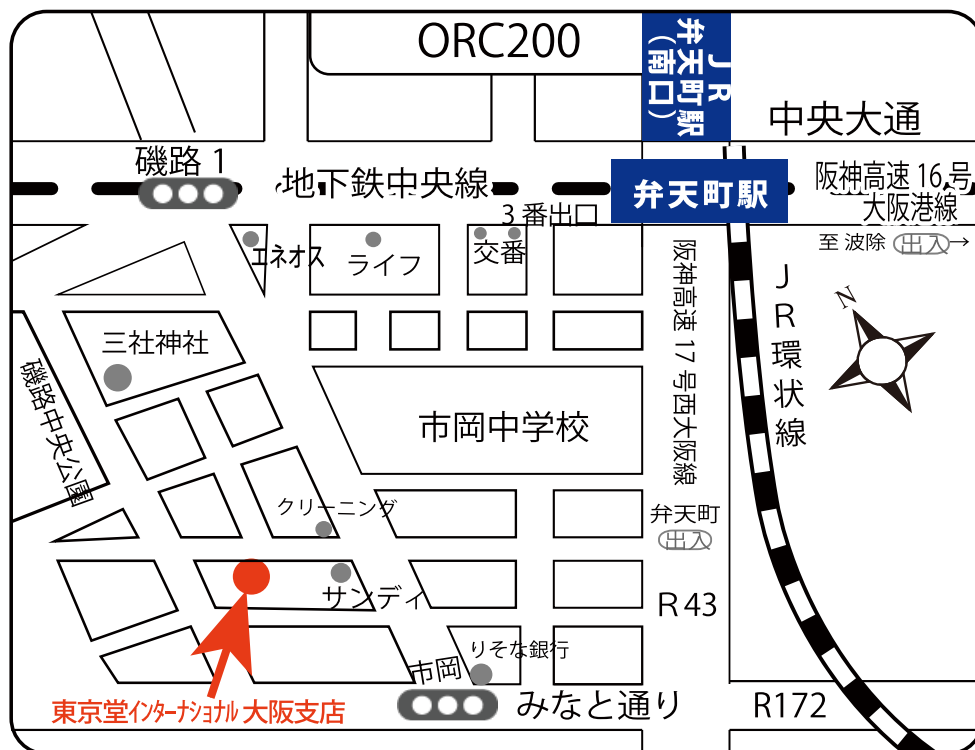 ORC200
JR
弁天町駅
(南口)
中央大通
磯路 1
地下鉄中央線
弁天町駅
阪神高速 16 号
大阪港線
3 番出口
至 波除 出入→
エネオス
ライフ
交番
阪神高速 17 号西大阪線
JR環状線
N
三社神社
磯路中央公園
市岡中学校
クリーニング
弁天町
出入
サンディ
R43
りそな銀行
市岡
みなと通り
R172
東京堂インターナショナル 大阪支店